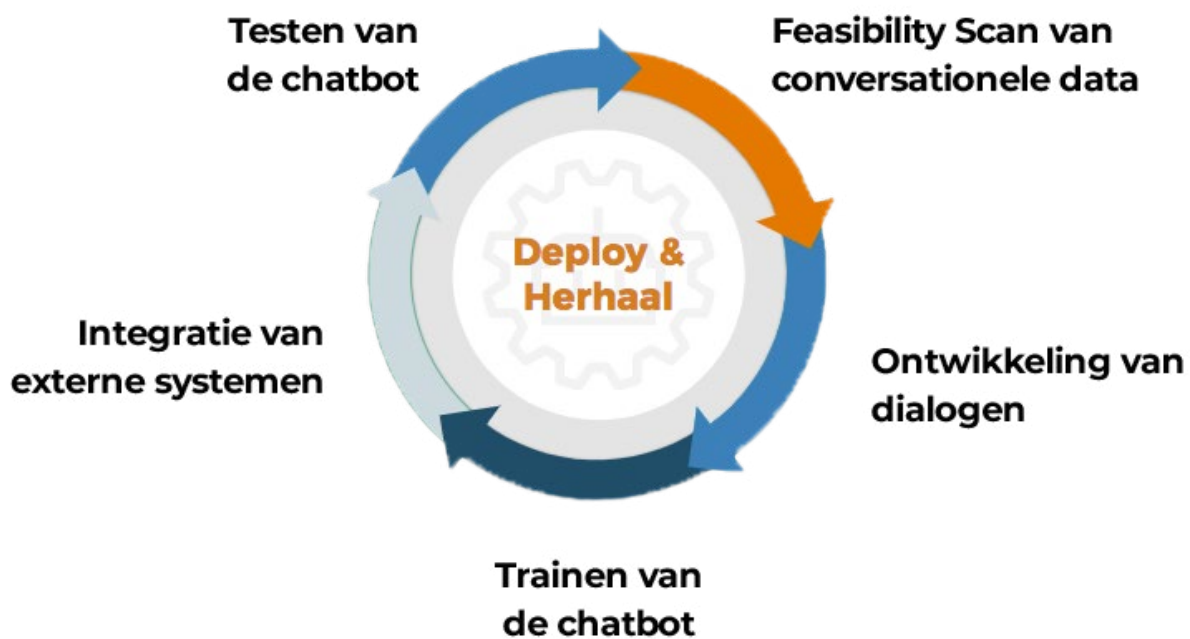 Testen van
de chatbot
Feasibility Scan van
conversationele data
Deploy &
Herhaal
Integratie van
externe systemen
Ontwikkeling van
dialogen
Trainen van
de chatbot